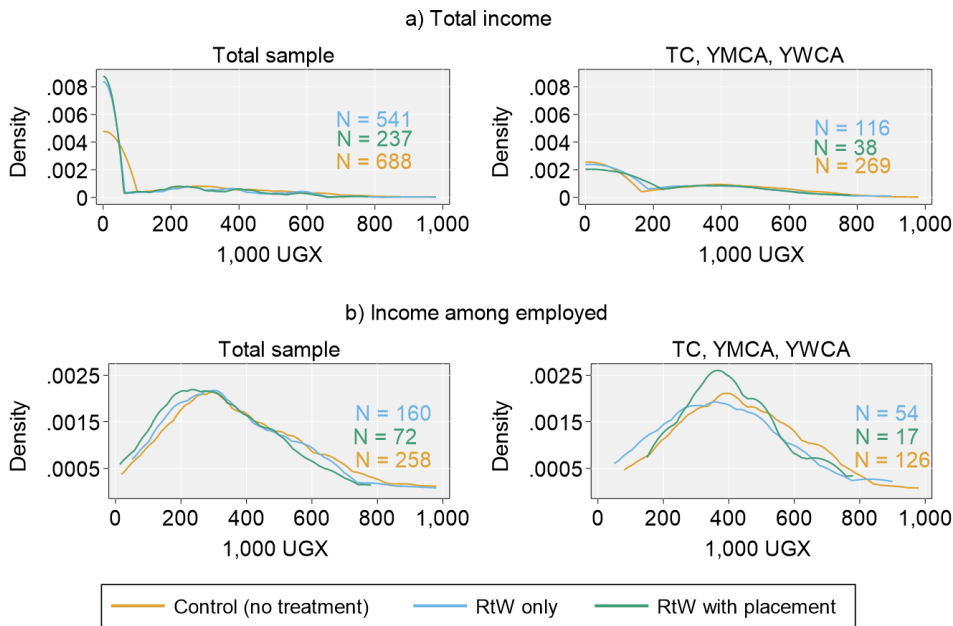 a) Total income
Total sample
TC, YMCA, YWCA
Density
.008
.006
.004
.002
0
N = 541
N = 237
N = 688
0 200 400 600 800 1,000
1,000 UGX
Density
.008
.006
.004
.002
0
N = 116
N = 38
N = 269
0 200 400 600 800 1,000
1,000 UGX
b) Income among employed
Total sample
TC, YMCA, YWCA
Density
.0025
.0015
.0005
N = 160
N = 72
N = 258
0 200 400 600 800 1,000
1,000 UGX
Density
.0025
.0015
.0005
N = 54
N = 17
N = 126
0 200 400 600 800 1,000
1,000 UGX
Control (no treatment) RtW only RtW with placement